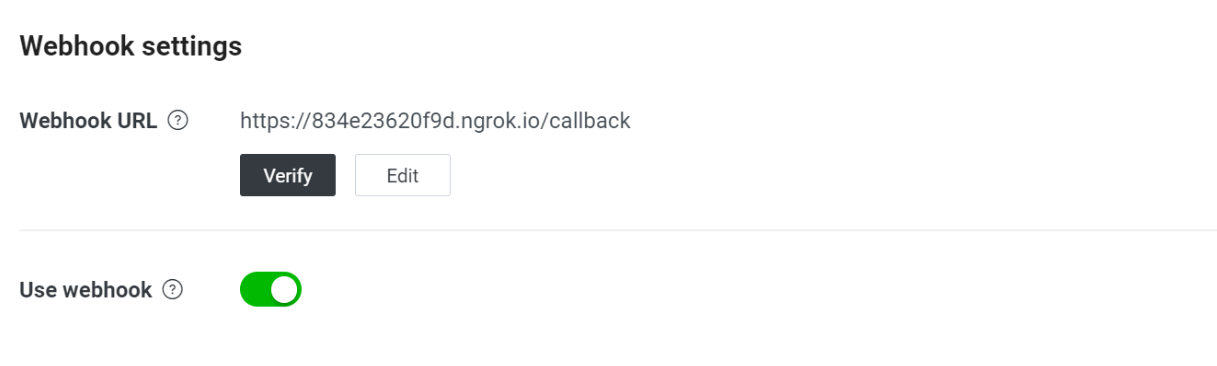 Webhook settings
Webhook URL ? https://834e23620f9d.ngrok.io/callback
Verify Edit
Use webhook ?